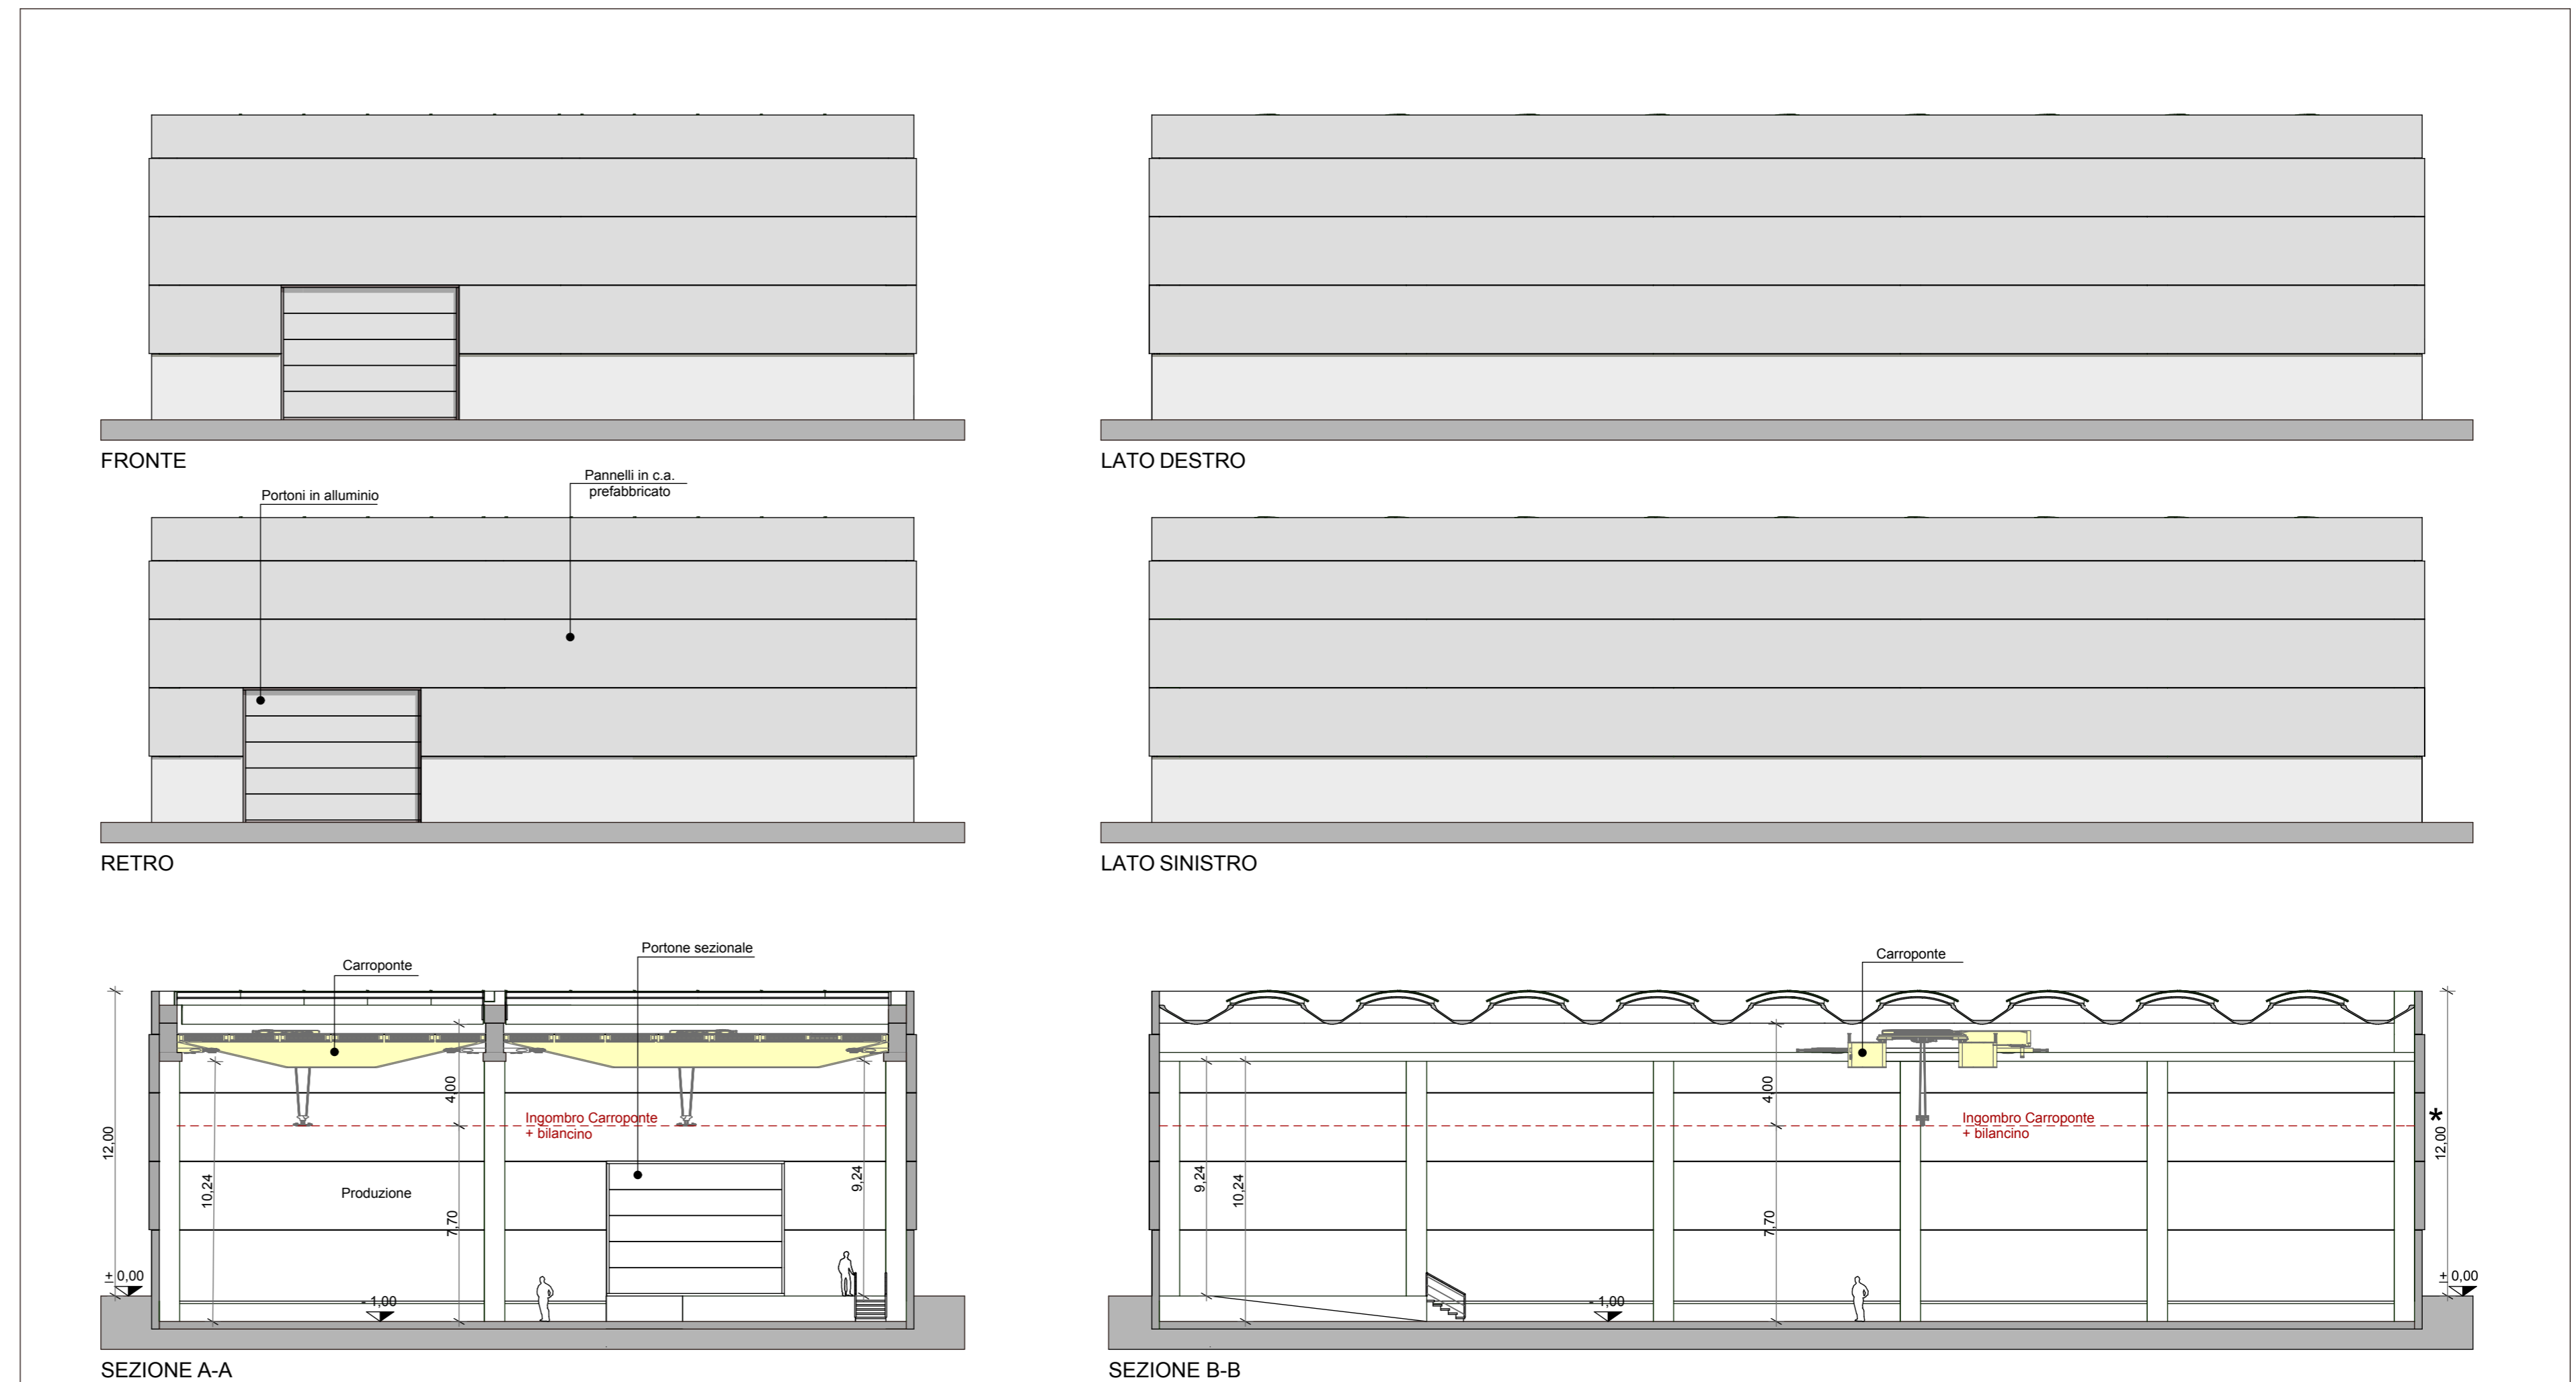 FRONTE
LATO DESTRO
Portoni in alluminio
Pannelli in c.a.
prefabbricato
RETRO
LATO SINISTRO
Carroponte
Portone sezionale
12,00
± 0,00
10,24
4,00
7,70
9,24
Ingombro Carroponte
+ bilancino
Produzione
- 1,00
SEZIONE A-A
Carroponte
9,24
10,24
4,00
7,70
Ingombro Carroponte
+ bilancino
- 1,00
12,00 *
± 0,00
SEZIONE B-B